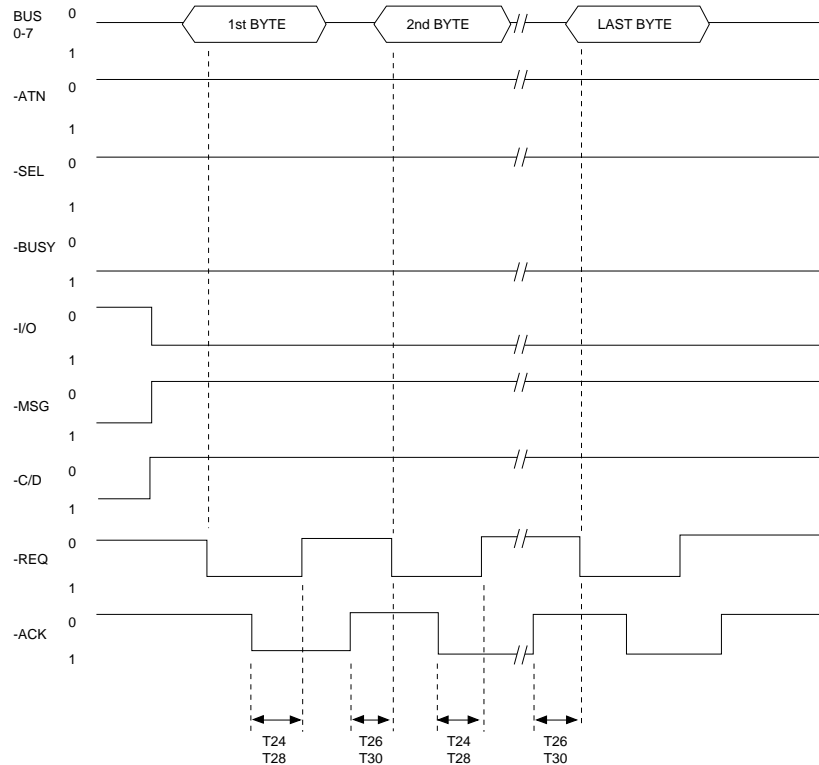 BUS 0 1st BYTE 2nd BYTE // LAST BYTE
0-7
1
-ATN 0
1
-SEL 0
1
-BUSY 0
1
-I/O 0
1
-MSG 0
1
-C/D 0
1
-REQ 0
1
-ACK 0
1
T24 T26 T24 T26
T28 T30 T28 T30